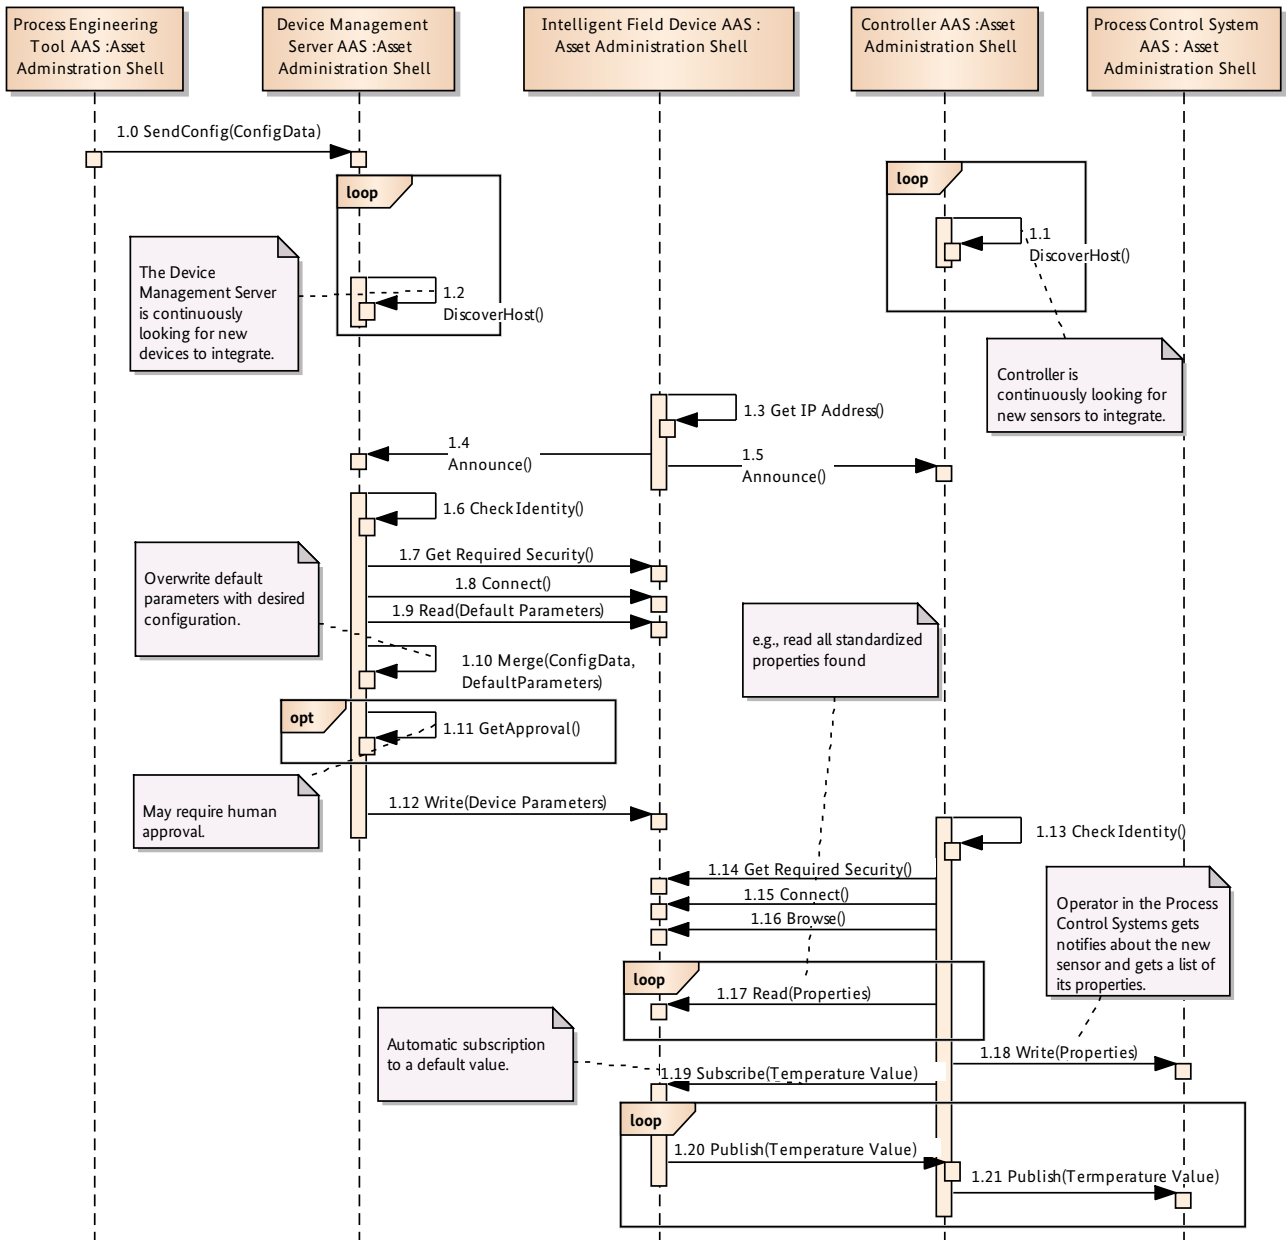 Process Engineering
Tool AAS :Asset
Adminstration Shell
Device Management
Server AAS :Asset
Administration Shell
Intelligent Field Device AAS :
Asset Administration Shell
Controller AAS :Asset
Administration Shell
Process Control System
AAS : Asset
Administration Shell
1.0 SendConfig(ConfigData)
loop
loop
1.1
DiscoverHost()
The Device
Management Server
is continuously
looking for new
devices to integrate.
1.2
DiscoverHost()
Controller is
continuously looking for
new sensors to integrate.
1.3 Get IP Address()
1.4
Announce()
1.5
Announce()
1.6 CheckIdentity()
1.7 Get Required Security()
Overwrite default
parameters with desired
configuration.
1.8 Connect()
1.9 Read(Default Parameters)
e.g., read all standardized
properties found
1.10 Merge(ConfigData,
DefaultParameters)
opt
1.11 GetApproval()
May require human
approval.
1.12 Write(Device Parameters)
1.13 CheckIdentity()
1.14 Get Required Security()
1.15 Connect()
1.16 Browse()
Operator in the Process
Control Systems gets
notifies about the new
sensor and gets a list of
its properties.
loop
1.17 Read(Properties)
Automatic subscription
to a default value.
1.18 Write(Properties)
1.19 Subscribe(Temperature Value)
loop
1.20 Publish(Temperature Value)
1.21 Publish(Termperature Value)